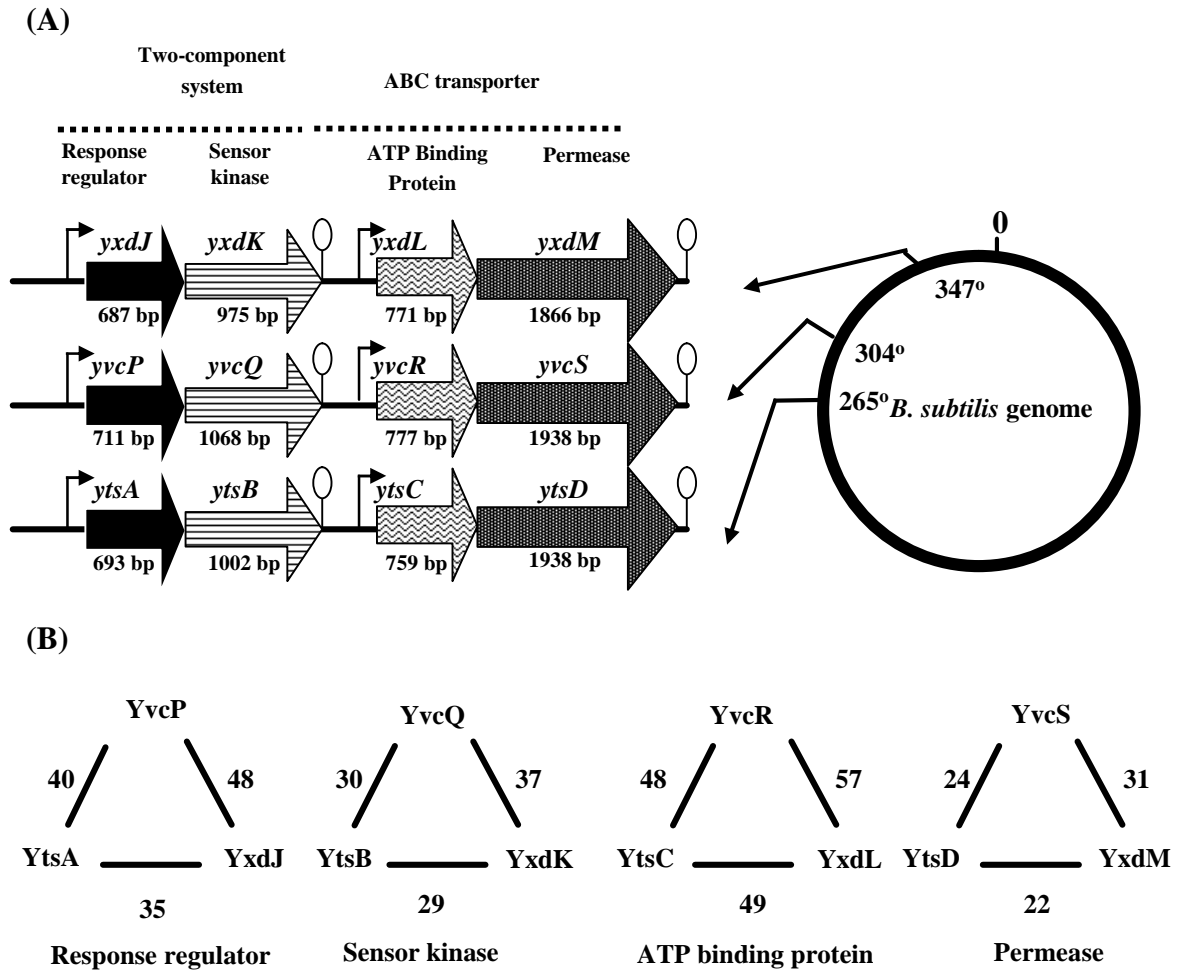 (A)
Two-component
system
ABC transporter
Response
regulator
Sensor
kinase
ATP Binding
Protein
Permease
yxdJ
yxdK
yxdL
yxdM
687 bp
975 bp
771 bp
1866 bp
yvcP
yvcQ
yvcR
yvcS
711 bp
1068 bp
777 bp
1938 bp
ytsA
ytsB
ytsC
ytsD
693 bp
1002 bp
759 bp
1938 bp
0
347º
304º
265º
B. subtilis genome
(B)
YvcP
40
48
YtsA
YxdJ
35
Response regulator
YvcQ
30
37
YtsB
YxdK
29
Sensor kinase
YvcR
48
57
YtsC
YxdL
49
ATP binding protein
YvcS
24
31
YtsD
YxdM
22
Permease